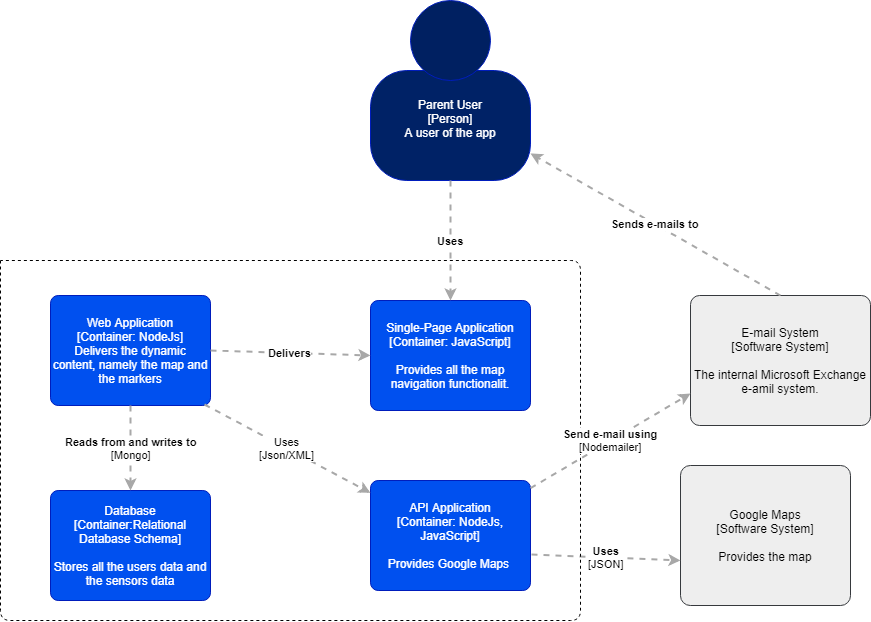 Parent User
[Person]
A user of the app
Sends e-mails to
Uses
Web Application
[Container: NodeJs]
Delivers the dynamic
content, namely the map and
the markers
Delivers
Single-Page Application
[Container: JavaScript]
Provides all the map
navigation functionalit.
E-mail System
[Software System]
The internal Microsoft Exchange
e-amil system.
Reads from and writes to
[Mongo]
Uses
[Json/XML]
Send e-mail using
[Nodemailer]
Database
[Container:Relational
Database Schema]
Stores all the users data and
the sensors data
API Application
[Container: NodeJs,
JavaScript]
Provides Google Maps
Uses
[JSON]
Google Maps
[Software System]
Provides the map